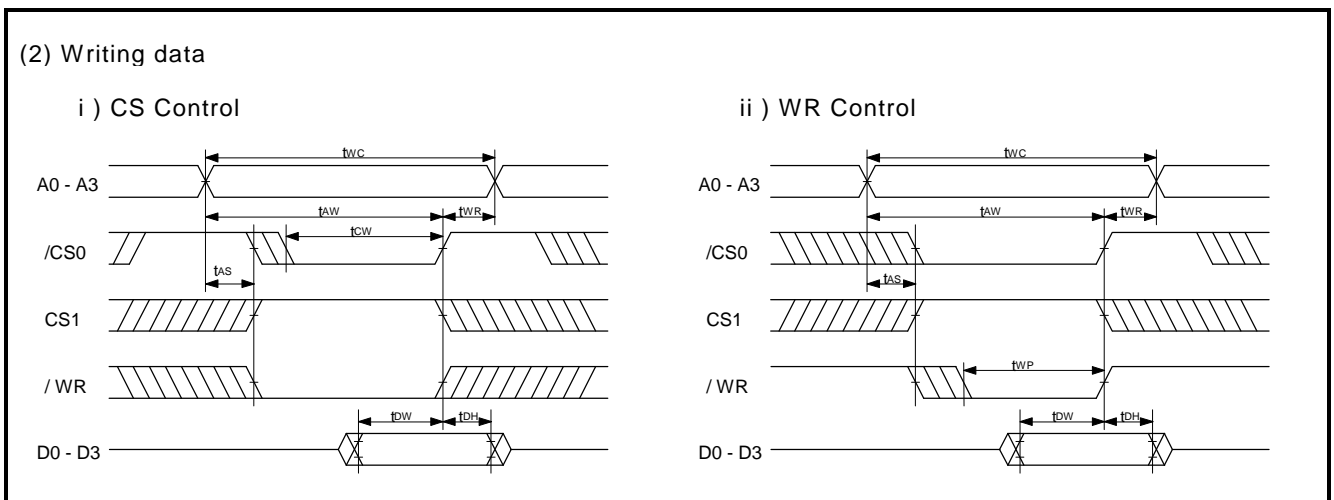 (2) Writing data
i ) CS Control
ii ) WR Control
tWC
tWC
A0 - A3
A0 - A3
tAW
tWR
tAW
tWR
tCW
/CS0
/CS0
tAS
tAS
CS1
CS1
/ WR
tWP
/ WR
tDW
tDH
tDW
tDH
D0 - D3
D0 - D3